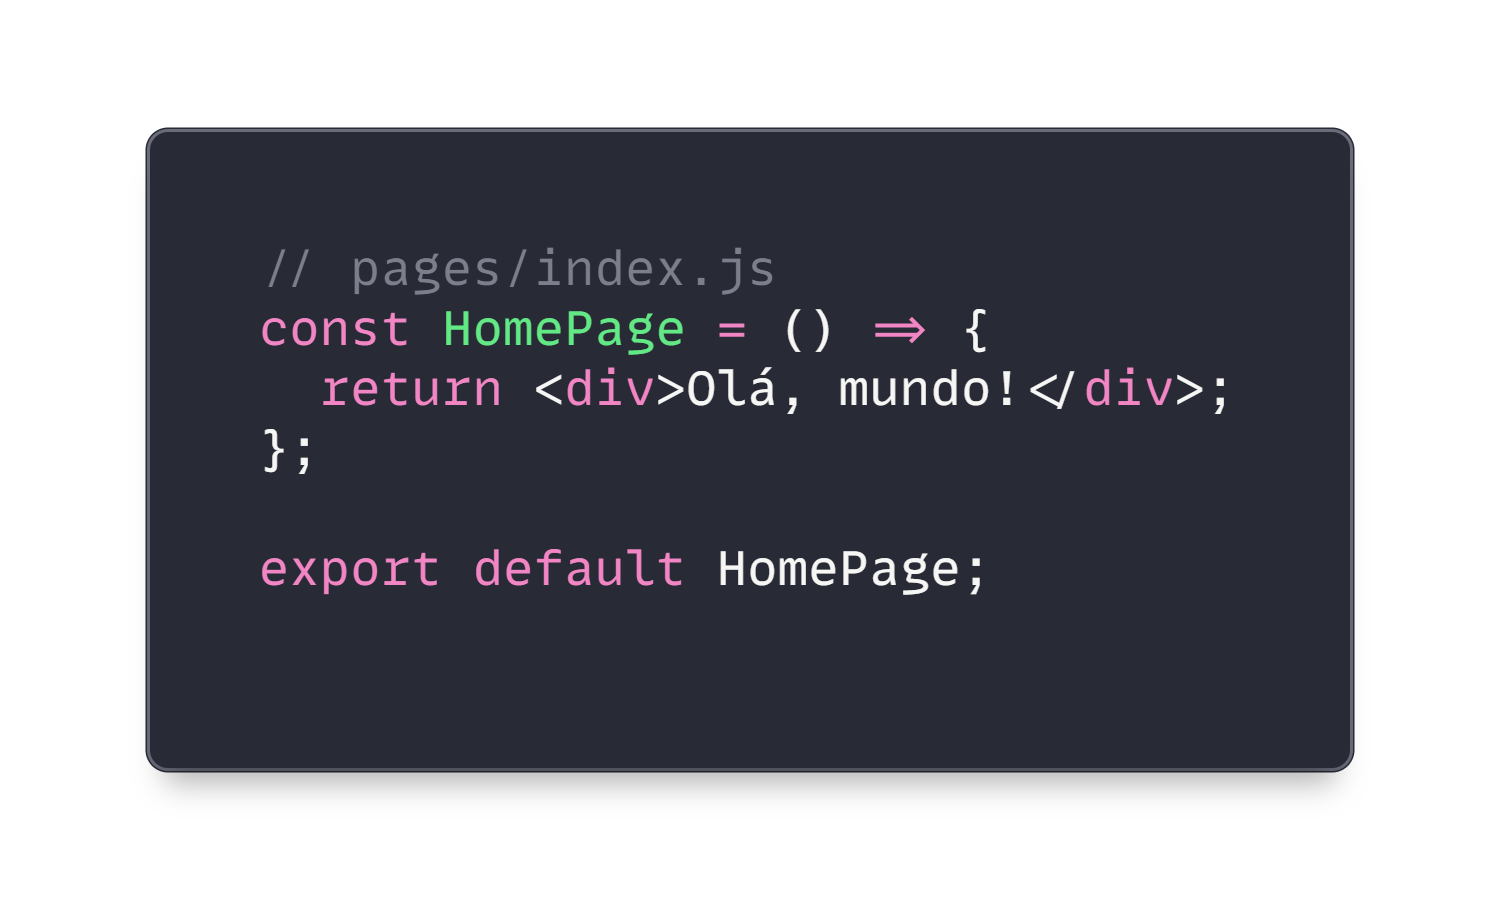 // pages/index.js
const HomePage = () => {
  return <div>Olá, mundo!</div>;
};

export default HomePage;